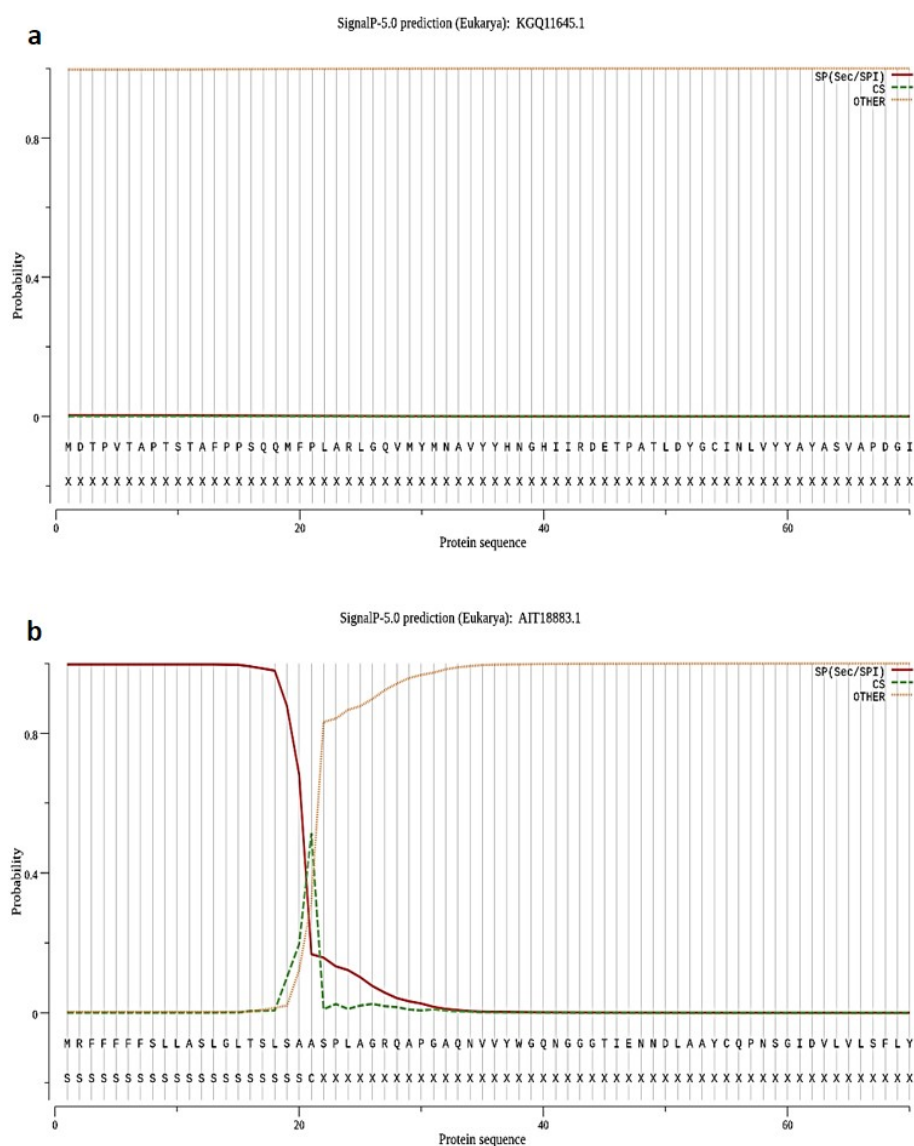 a
SignalP-5.0 prediction (Eukarya): KGQ11645.1
SP(Sec/SPI)
CS
OTHER
0.8
0.4
0
Probability
M D T P V T A P T S T A F P P S Q Q M F P L A R L G Q V M Y M N A V Y Y H N G H I I R D E T P A T L D Y G C I N L V Y Y A Y A S V A P D G I
X X X X X X X X X X X X X X X X X X X X X X X X X X X X X X X X X X X X X X X X X X X X X X X X X X X X X X X X X X X X X X X X X X X X X X
0 20 40 60
Protein sequence
b
SignalP-5.0 prediction (Eukarya): AIT18883.1
SP(Sec/SPI)
CS
OTHER
0.8
0.4
0
Probability
M R F F F F F S L L A S L G L T S L S A A S P L A G R Q A P G A Q N V V Y W G Q N G G G T I E N N D L A A Y C Q P N S G I D V L V L S F L Y
S S S S S S S S S S S S S S S S S S S S C X X X X X X X X X X X X X X X X X X X X X X X X X X X X X X X X X X X X X X X X X X X X X X X X X
0 20 40 60
Protein sequence